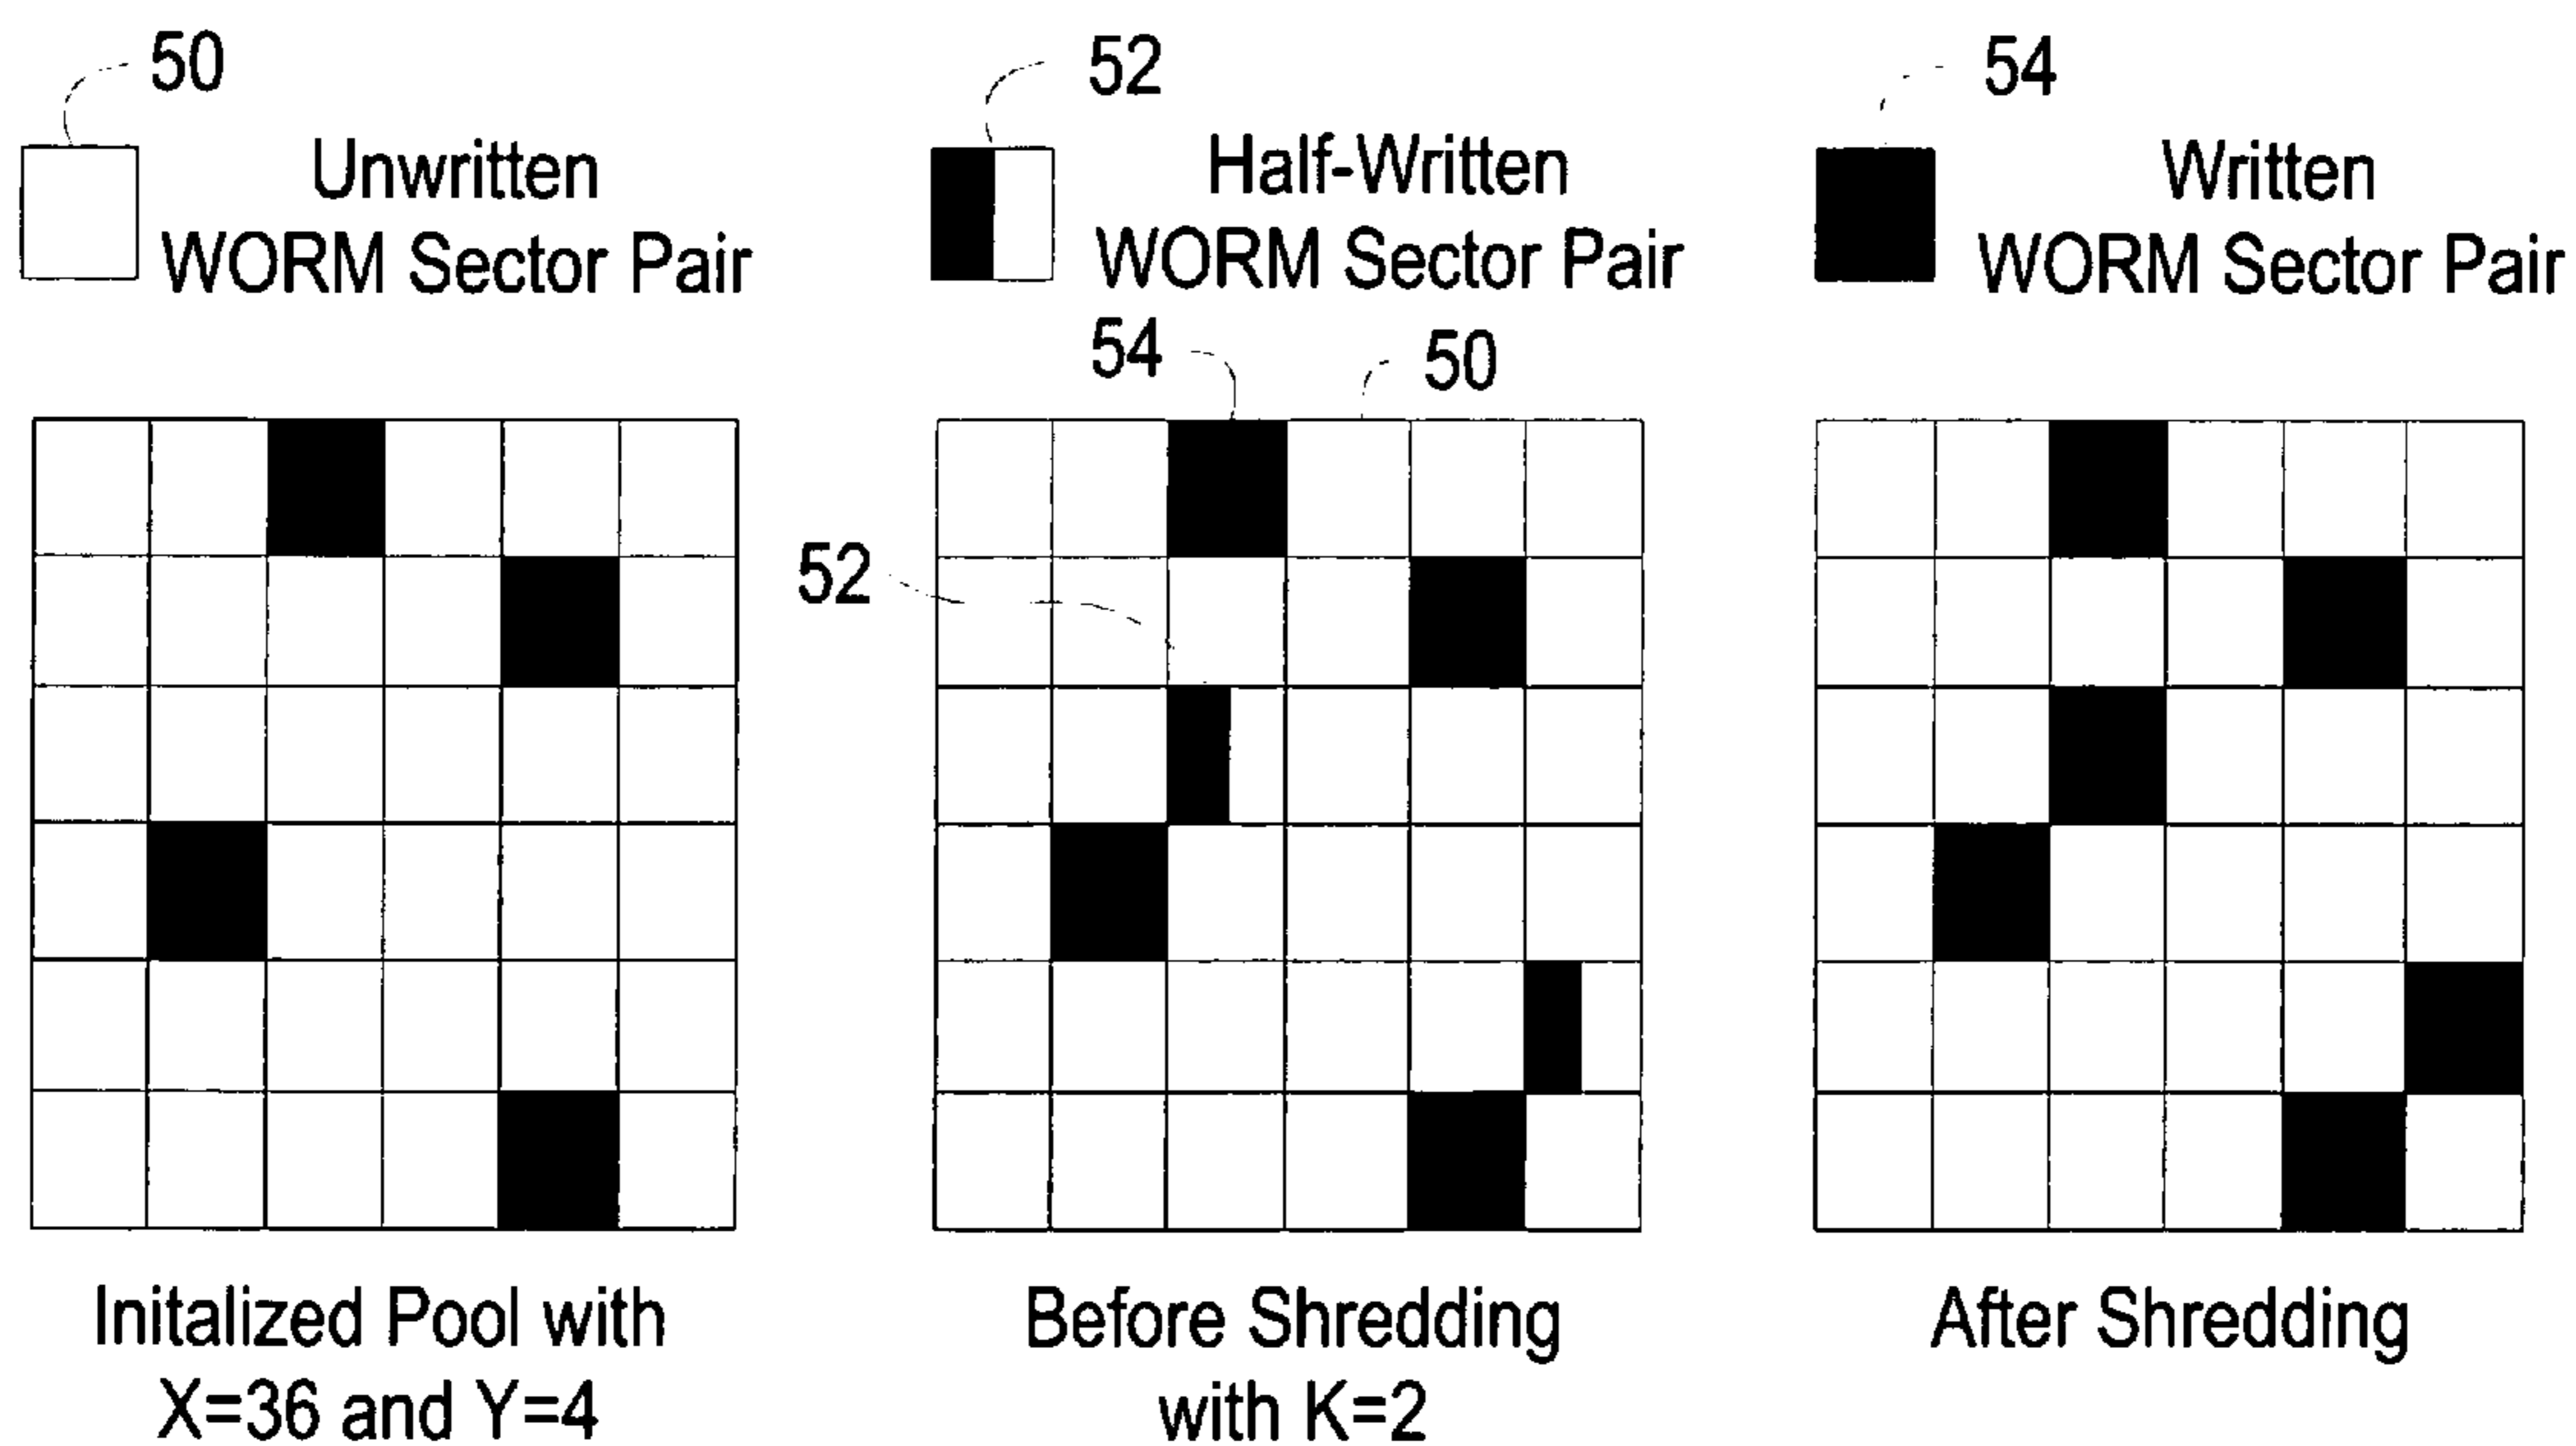 50
Unwritten
WORM Sector Pair
52
Half-Written
WORM Sector Pair
54
Written
WORM Sector Pair
54
50
52
Initalized Pool with
X=36 and Y=4
Before Shredding
with K=2
After Shredding